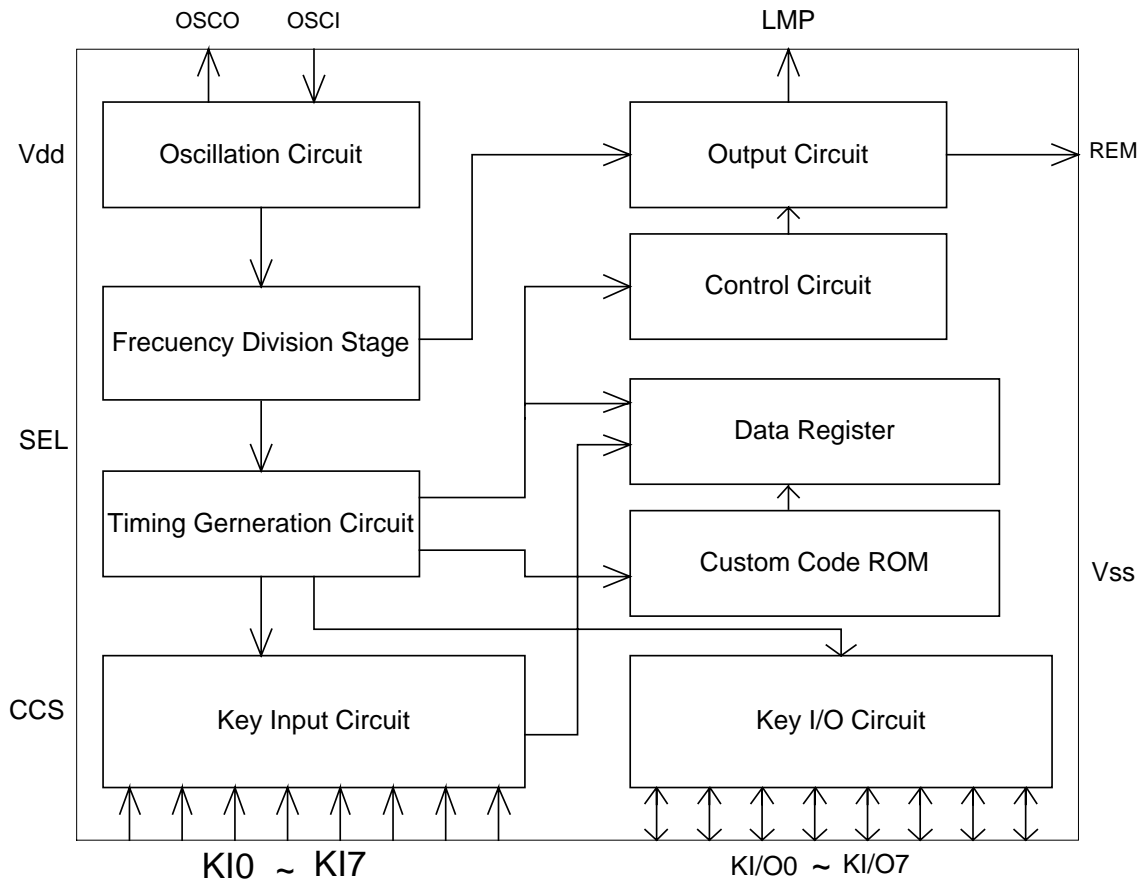 OSCO OSCI LMP
Vdd Oscillation Circuit Output Circuit REM
Control Circuit
Frecuency Division Stage
SEL Data Register
Timing Gerneration Circuit
Custom Code ROM Vss
CCS Key Input Circuit Key I/O Circuit
KI0 ~ KI7 KI/O0 ~ KI/O7